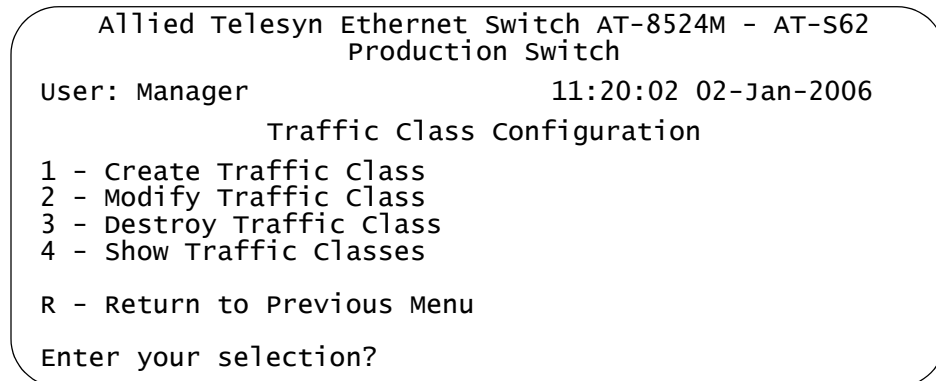 Allied Telesyn Ethernet Switch AT-8524M - AT-S62
Production Switch
User: Manager 11:20:02 02-Jan-2006
Traffic Class Configuration
1 - Create Traffic Class
2 - Modify Traffic Class
3 - Destroy Traffic Class
4 - Show Traffic Classes
R - Return to Previous Menu
Enter your selection?